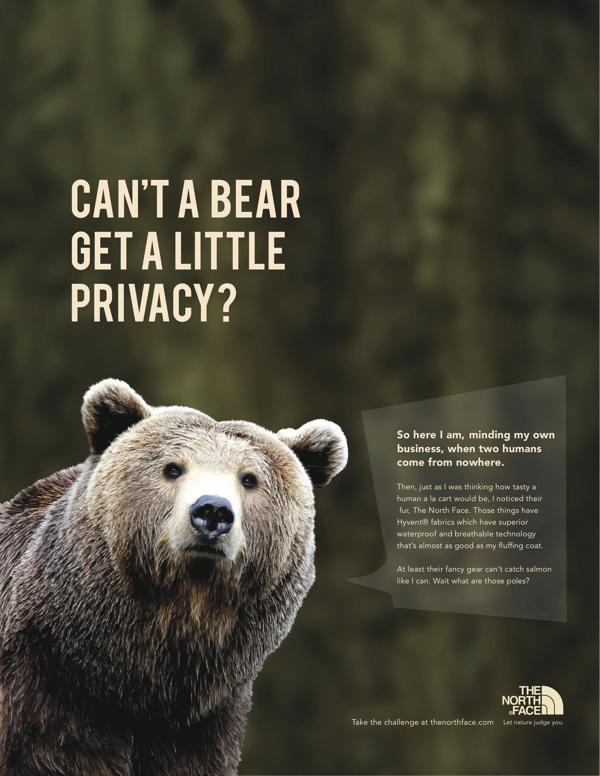 CAN'T A BEAR
GET A LITTLE
PRIVACY?
So here I am, minding my own
business, when two humans
come from nowhere.
Then, just as I was thinking how tasty a
human a la cart would be, I noticed their
fur, The North Face. Those things have
Hyvent® fabrics which have superior
waterproof and breathable technology
that's almost as good as my fluffing coat.
At least their fancy gear can't catch salmon
like I can. Wait what are those poles?
THE
NORTH
FACE
Take the challenge at thenorthface.com
Let nature judge you.